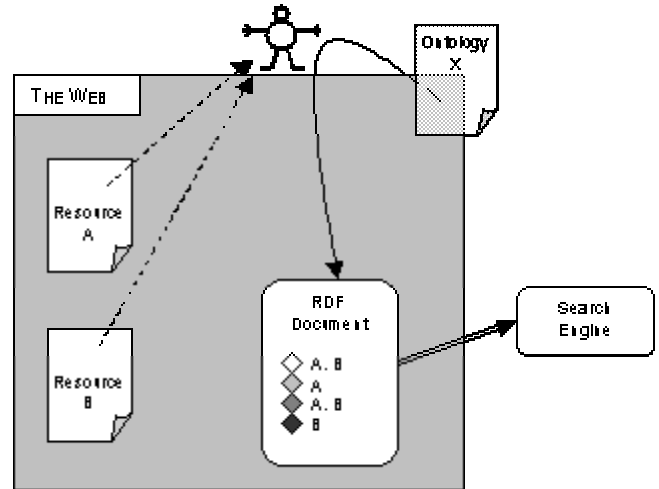 Ontology
X
THE WEB
Resource
A
RDF
Document
A. B
A
A. B
B
Search
Engine
Resource
B